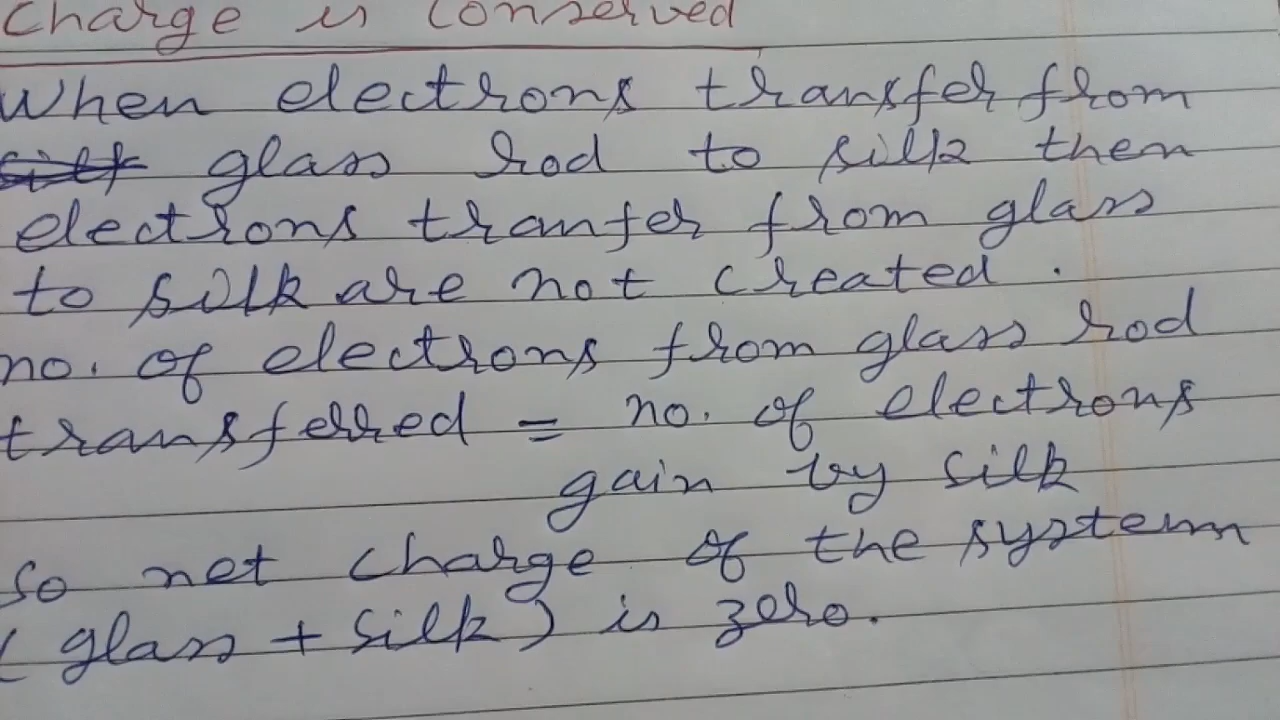 Charge is Conserved
When electrons transfer from
silk glass rod to silk then
electrons tranfer from glass
to silk are not created.
no. of electrons from glass rod
transferred = no. of electrons
gain by silk
so net charge of the system
(glass + silk) is zero.